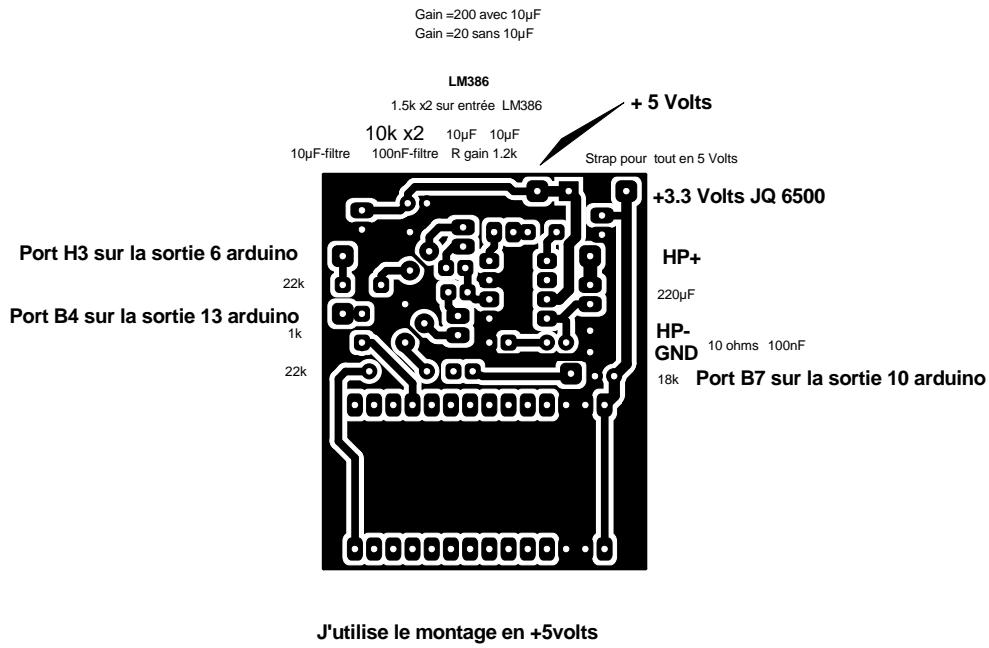 Gain =200 avec 10µF
Gain =20 sans 10µF
LM386
1.5k x2 sur entrée LM386
+ 5 Volts
10k x2 10µF 10µF
10µF-filtre 100nF-filtre R gain 1.2k
Strap pour tout en 5 Volts
+3.3 Volts JQ 6500
Port H3 sur la sortie 6 arduino
HP+
22k
220µF
Port B4 sur la sortie 13 arduino
1k
HP-
GND 10 ohms 100nF
22k
18k Port B7 sur la sortie 10 arduino
J'utilise le montage en +5volts